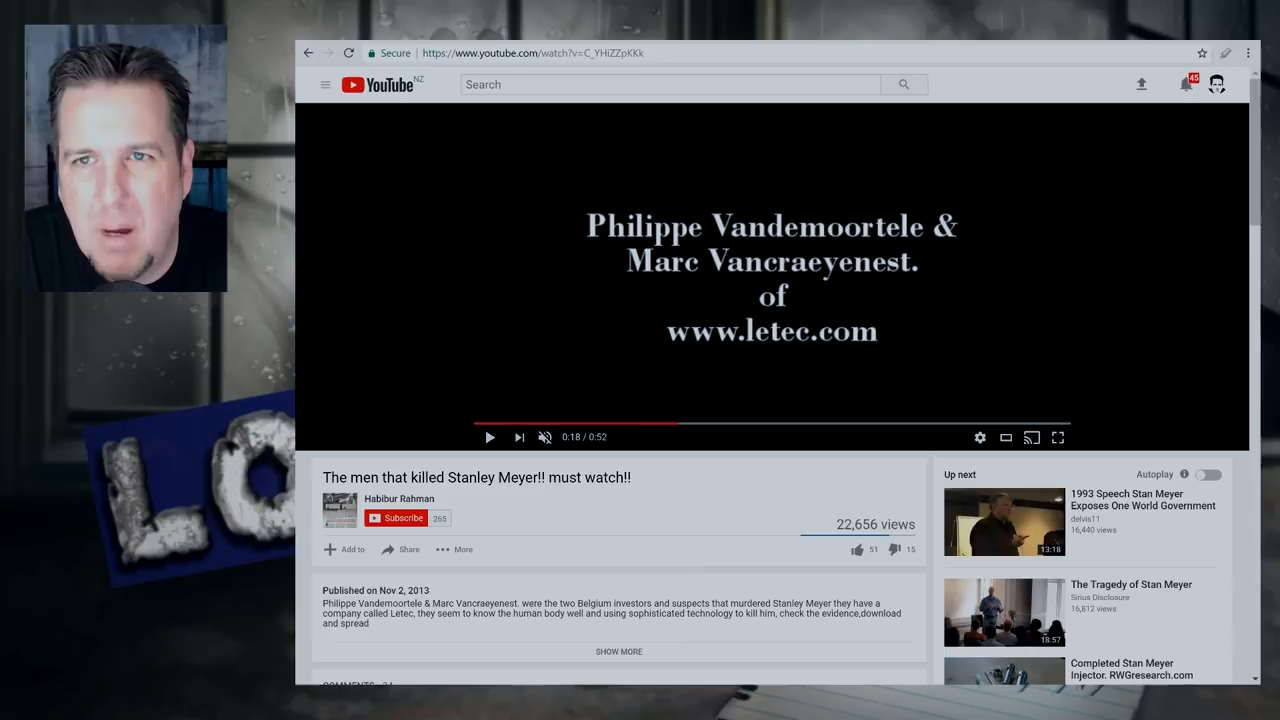 Secure https://www.youtube.com/watch?v=C_YHiZZpKKk
YouTube NZ
Search
45
Philippe Vandemoortele &
Marc Vancraeyenest.
of
www.letec.com
0:18 / 0:52
The men that killed Stanley Meyer!! must watch!!
Habibur Rahman
Subscribe 265
22,656 views
Add to Share More
51 15
Published on Nov 2, 2013
Philippe Vandemoortele & Marc Vancraeyenest. were the two Belgium investors and suspects that murdered Stanley Meyer they have a
company called Letec, they seem to know the human body well and using sophisticated technology to kill him, check the evidence,download
and spread
SHOW MORE
Up next
Autoplay
1993 Speech Stan Meyer
Exposes One World Government
delvis11
16,440 views
13:18
The Tragedy of Stan Meyer
Sirius Disclosure
16,812 views
18:57
Completed Stan Meyer
Injector. RWGresearch.com
LO